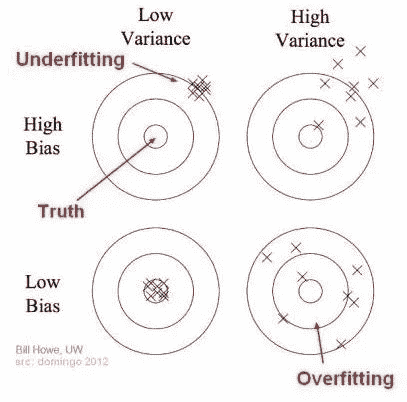 Low
Variance
High
Variance
Underfitting
High
Bias
Truth
Low
Bias
Bill Howe, UW
src: domingo 2012
Overfitting